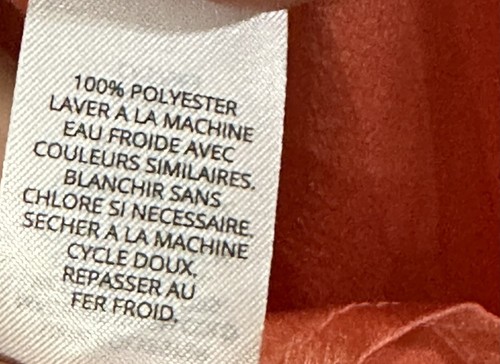 100% POLYESTER
LAVER A LA MACHINE
EAU FROIDE AVEC
COULEURS SIMILAIRES.
BLANCHIR SANS
CHLORE SI NECESSAIRE.
SECHER A LA MACHINE
CYCLE DOUX.
REPASSER AU
FER FROID.